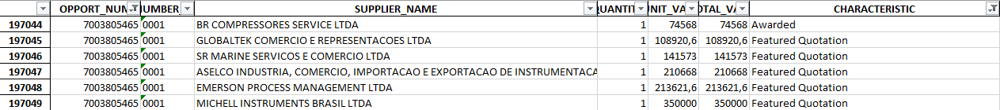 OPPORT_NUM NUMBER_ SUPPLIER_NAME QUANTIT UNIT_VA TOTAL_VA CHARACTERISTIC
197044 7003805465 0001 BR COMPRESSORES SERVICE LTDA 1 74568 74568 Awarded
197045 7003805465 0001 GLOBALTEK COMERCIO E REPRESENTACOES LTDA 1 108920,6 108920,6 Featured Quotation
197046 7003805465 0001 SR MARINE SERVICOS E COMERCIO LTDA 1 141573 141573 Featured Quotation
197047 7003805465 0001 ASELCO INDUSTRIA, COMERCIO, IMPORTACAO E EXPORTACAO DE INSTRUMENTACA 1 210668 210668 Featured Quotation
197048 7003805465 0001 EMERSON PROCESS MANAGEMENT LTDA 1 213621,6 213621,6 Featured Quotation
197049 7003805465 0001 MICHELL INSTRUMENTS BRASIL LTDA 1 350000 350000 Featured Quotation